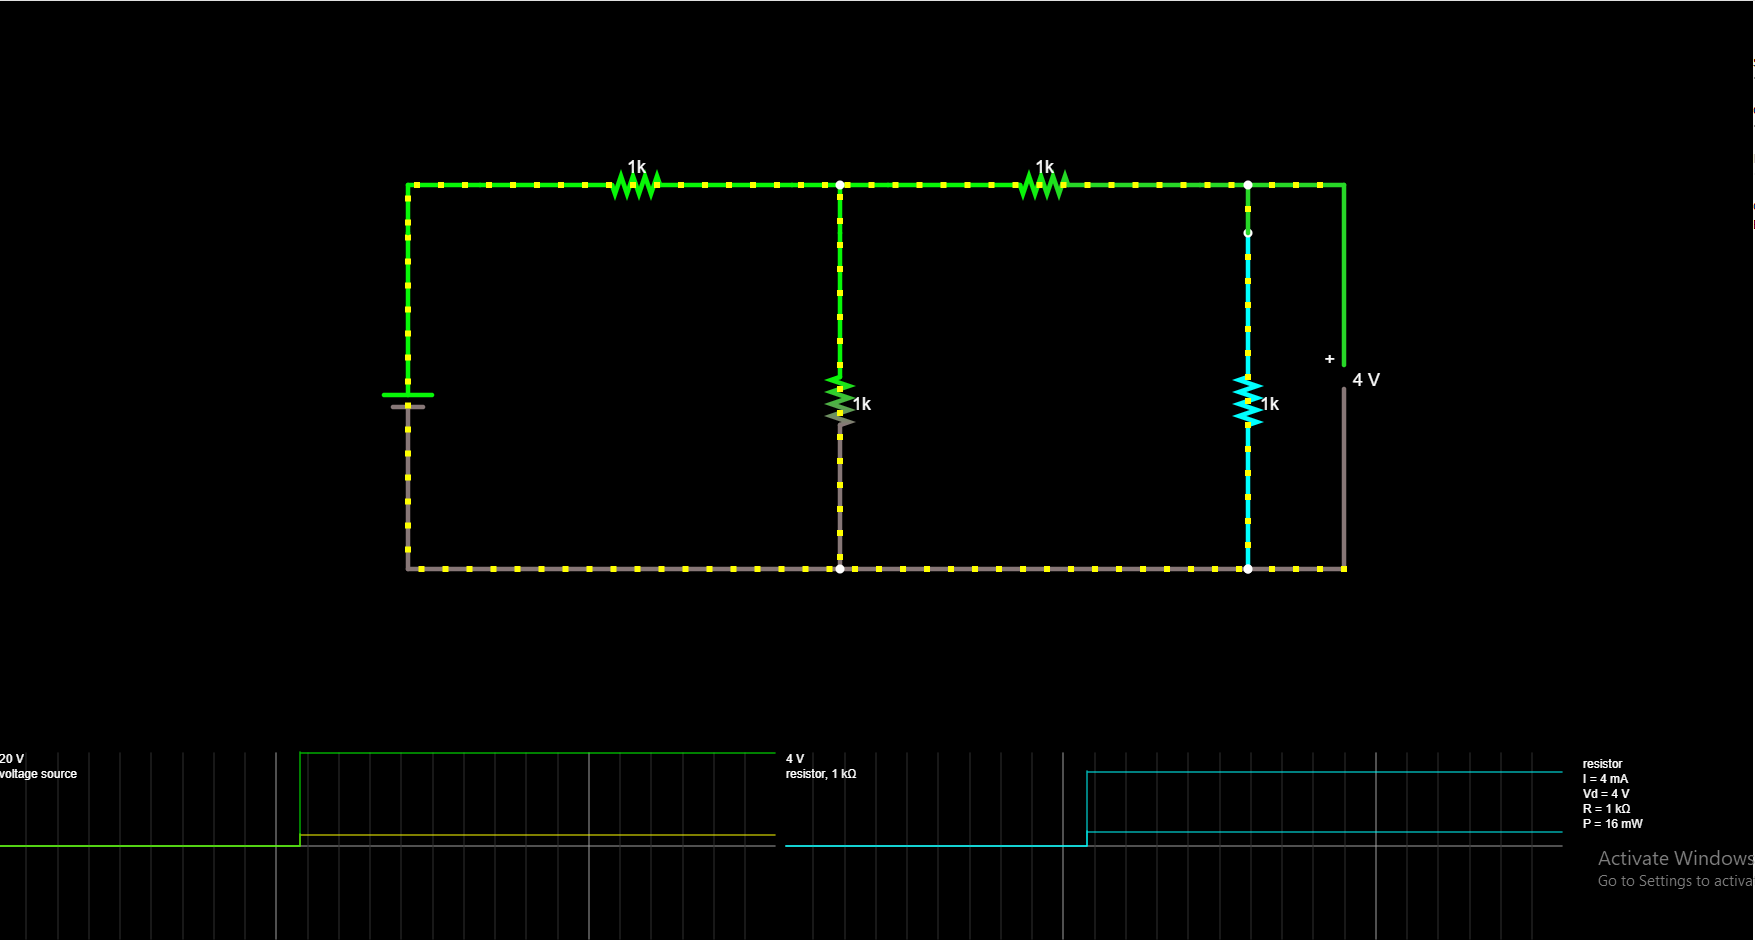 1k
1k
+
4 V
1k
1k
20 V
voltage source
4 V
resistor, 1 kΩ
resistor
I = 4 mA
Vd = 4 V
R = 1 kΩ
P = 16 mW
Activate Windows
Go to Settings to activa